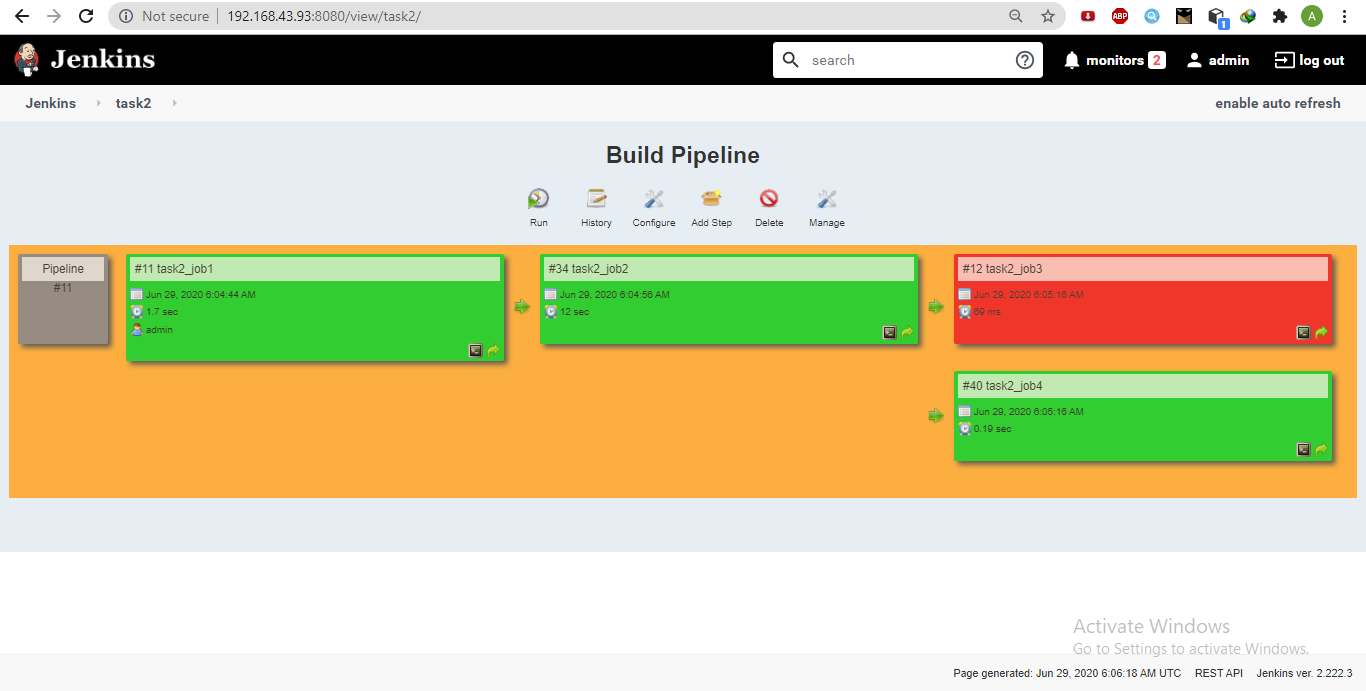 Not secure | 192.168.43.93:8080/view/task2/
ABP
1
A
Jenkins
search
monitors 2
admin
log out
Jenkins
task2
enable auto refresh
Build Pipeline
Run
History
Configure
Add Step
Delete
Manage
Pipeline
#11
#11 task2_job1
Jun 29, 2020 6:04:44 AM
1.7 sec
admin
#34 task2_job2
Jun 29, 2020 6:04:56 AM
12 sec
#12 task2_job3
Jun 29, 2020 6:05:16 AM
69 ms
#40 task2_job4
Jun 29, 2020 6:05:16 AM
0.19 sec
Activate Windows
Go to Settings to activate Windows.
Page generated: Jun 29, 2020 6:06:18 AM UTC REST API Jenkins ver. 2.222.3